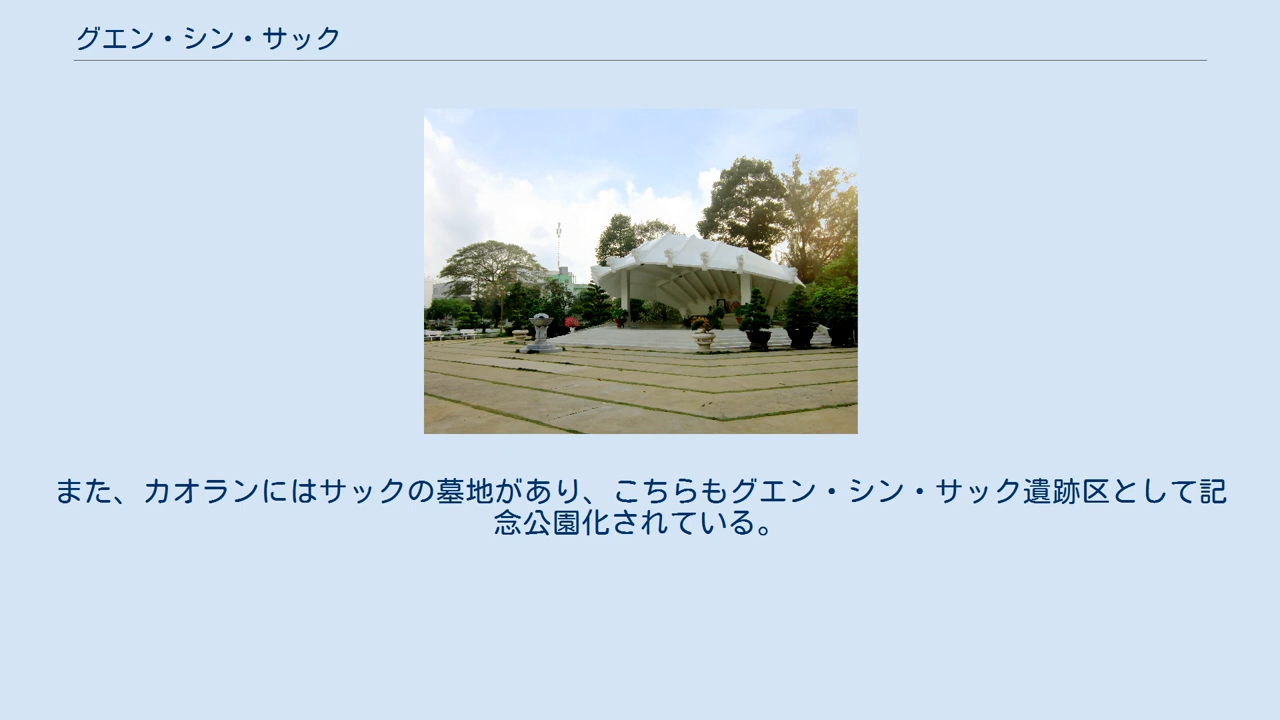 グエン・シン・サック
また、カオランにはサックの墓地があり、こちらもグエン・シン・サック遺跡区として記
念公園化されている。